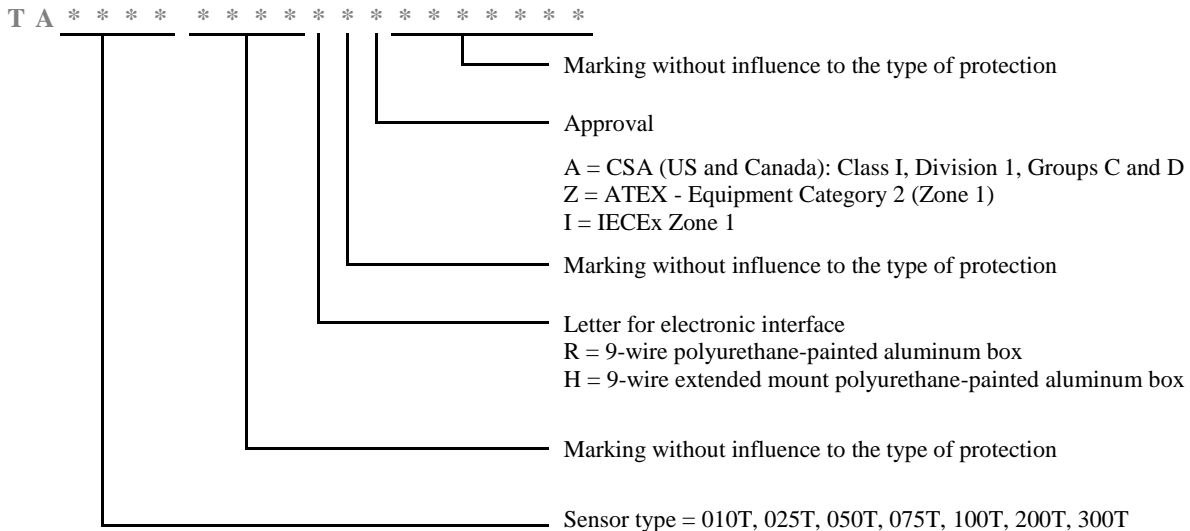 T A * * * * * * * * * * * * * * * * * *
Marking without influence to the type of protection
Approval
A = CSA (US and Canada): Class I, Division 1, Groups C and D
Z = ATEX - Equipment Category 2 (Zone 1)
I = IECEx Zone 1
Marking without influence to the type of protection
Letter for electronic interface
R = 9-wire polyurethane-painted aluminum box
H = 9-wire extended mount polyurethane-painted aluminum box
Marking without influence to the type of protection
Sensor type = 010T, 025T, 050T, 075T, 100T, 200T, 300T